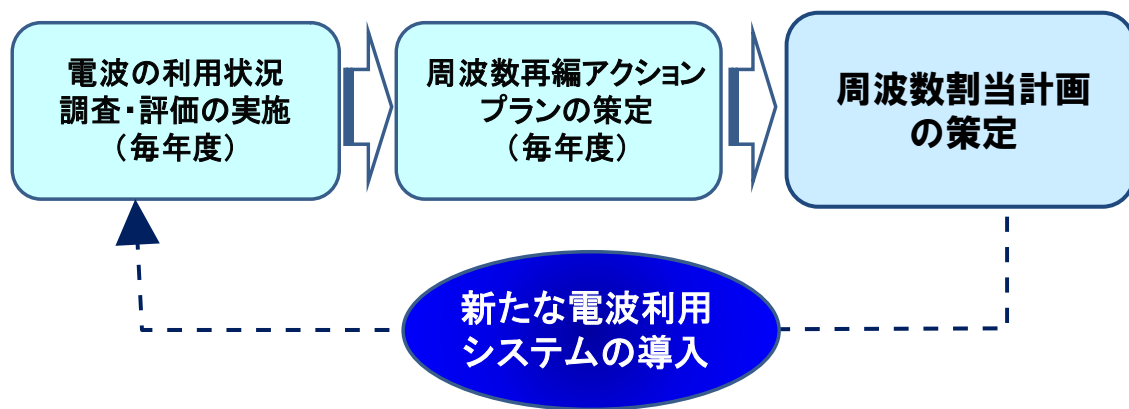 電波の利用状況
調査・評価の実施
（毎年度）
周波数再編アクション
プランの策定
（毎年度）
周波数割当計画
の策定
新たな電波利用
システムの導入